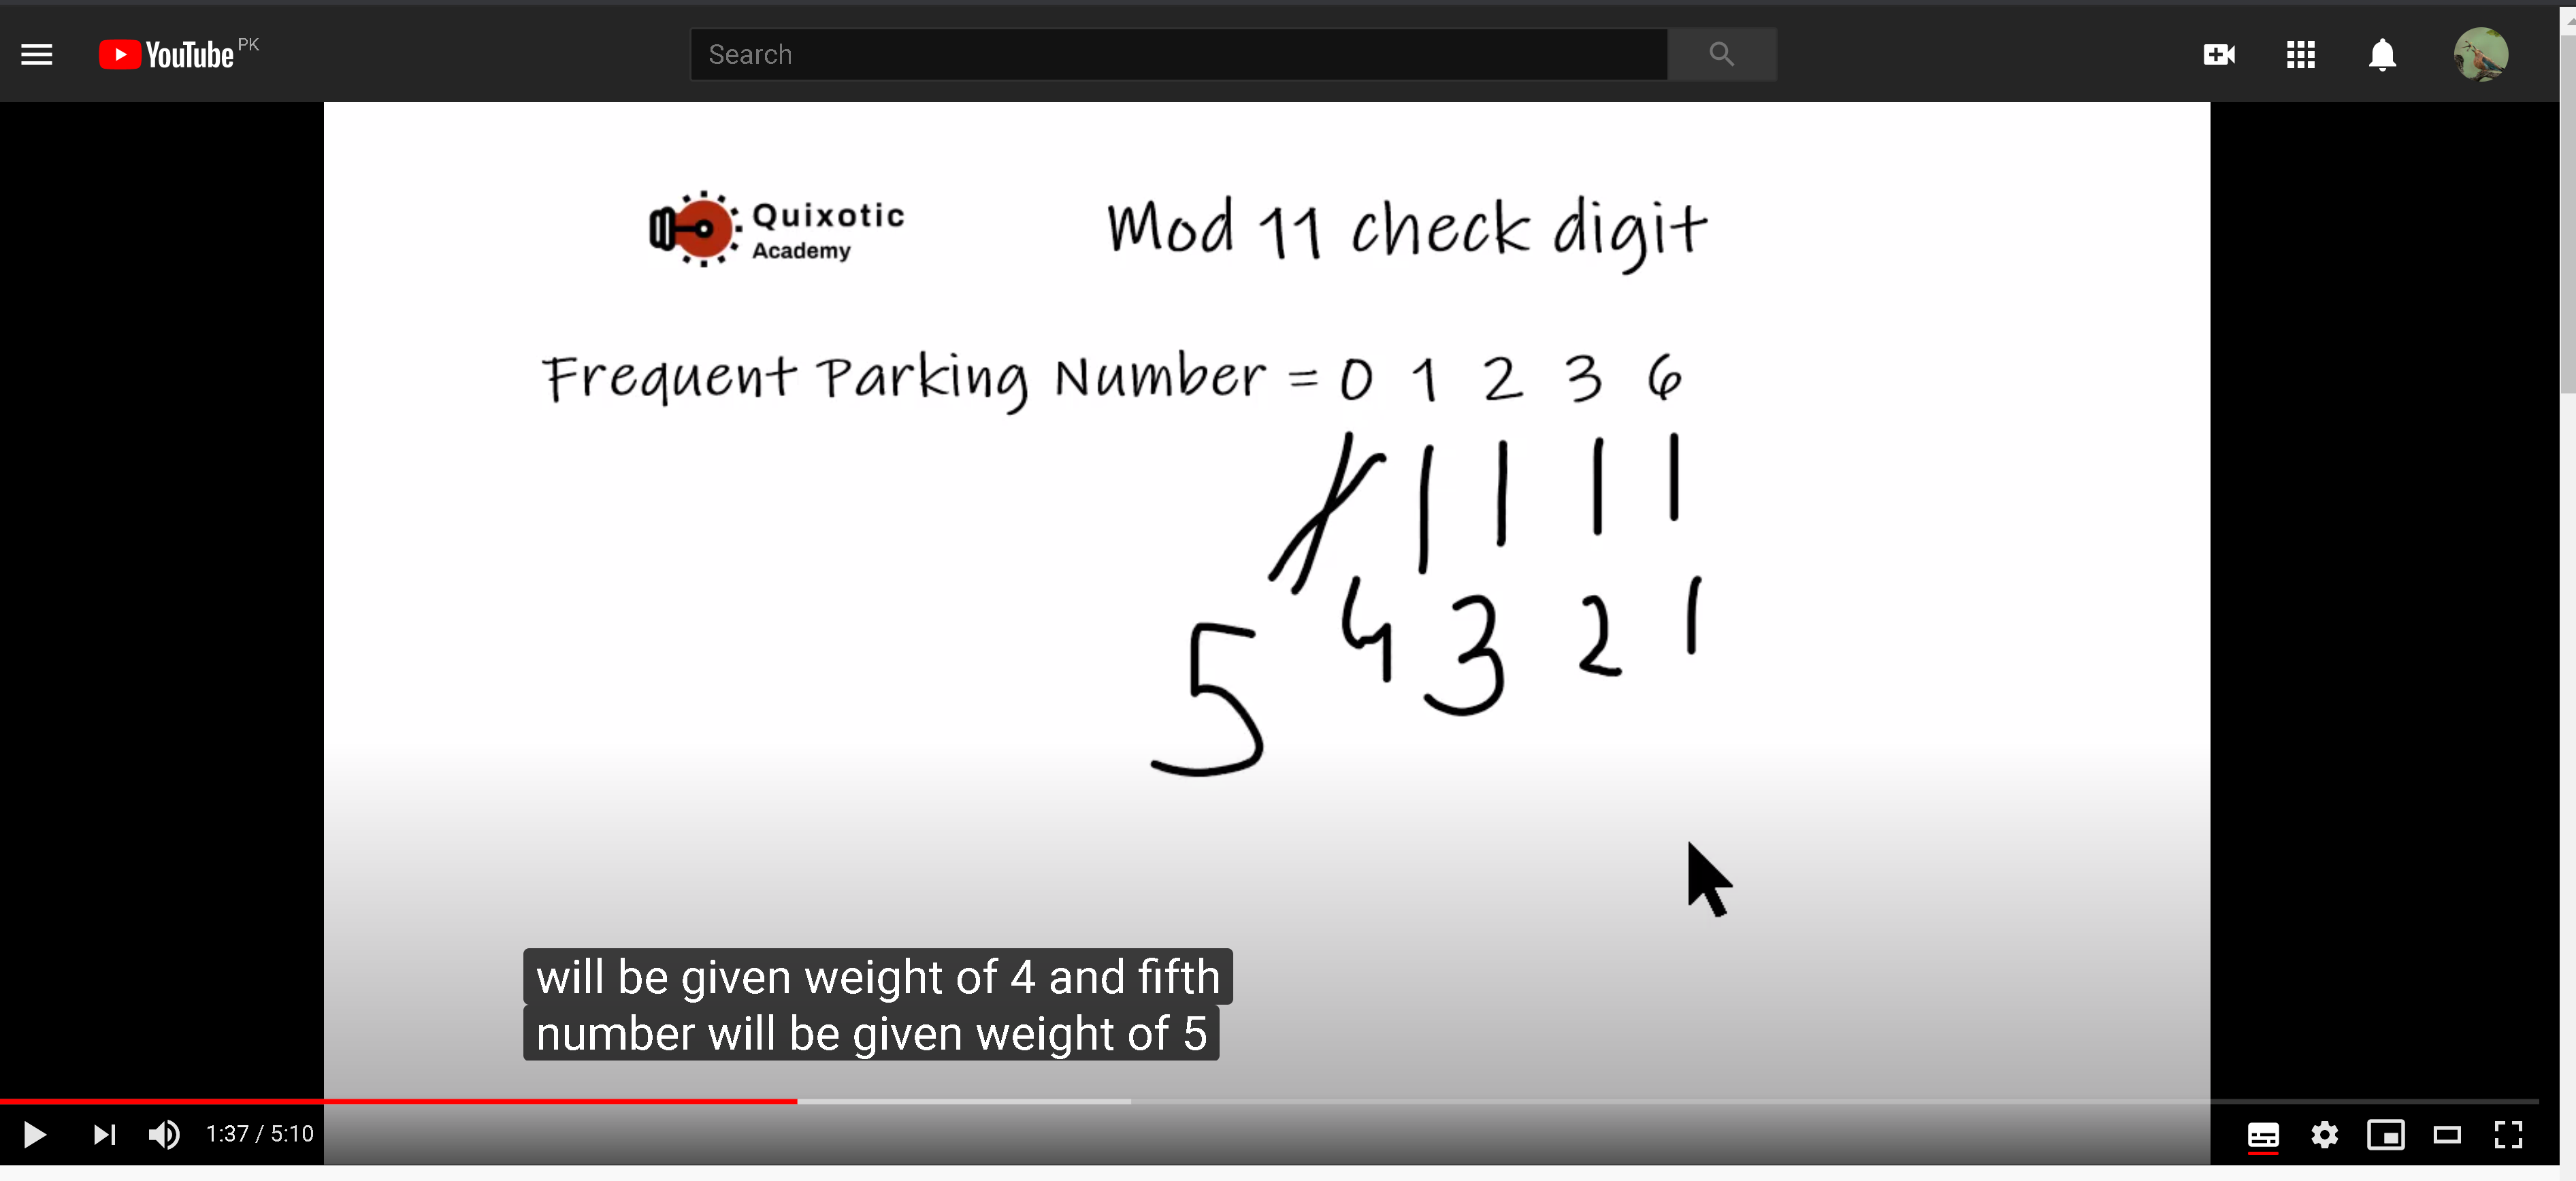 YouTube PK
Search
Quixotic
Academy
Mod 11 check digit
Frequent Parking Number = 0 1 2 3 6
5 4 3 2 1
will be given weight of 4 and fifth
number will be given weight of 5
1:37 / 5:10